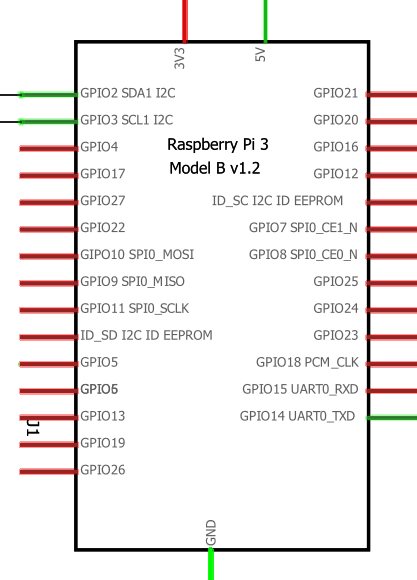 3V3
5V
GPIO2 SDA1 I2C
GPIO3 SCL1 I2C
GPIO4
GPIO17
GPIO27
GPIO22
GIPO10 SPI0_MOSI
GPIO9 SPI0_MISO
GPIO11 SPI0_SCLK
ID_SD I2C ID EEPROM
GPIO5
GPIO6
GPIO13
GPIO19
GPIO26
J1
Raspberry Pi 3
Model B v1.2
GPIO21
GPIO20
GPIO16
GPIO12
ID_SC I2C ID EEPROM
GPIO7 SPI0_CE1_N
GPIO8 SPI0_CE0_N
GPIO25
GPIO24
GPIO23
GPIO18 PCM_CLK
GPIO15 UART0_RXD
GPIO14 UART0_TXD
GND